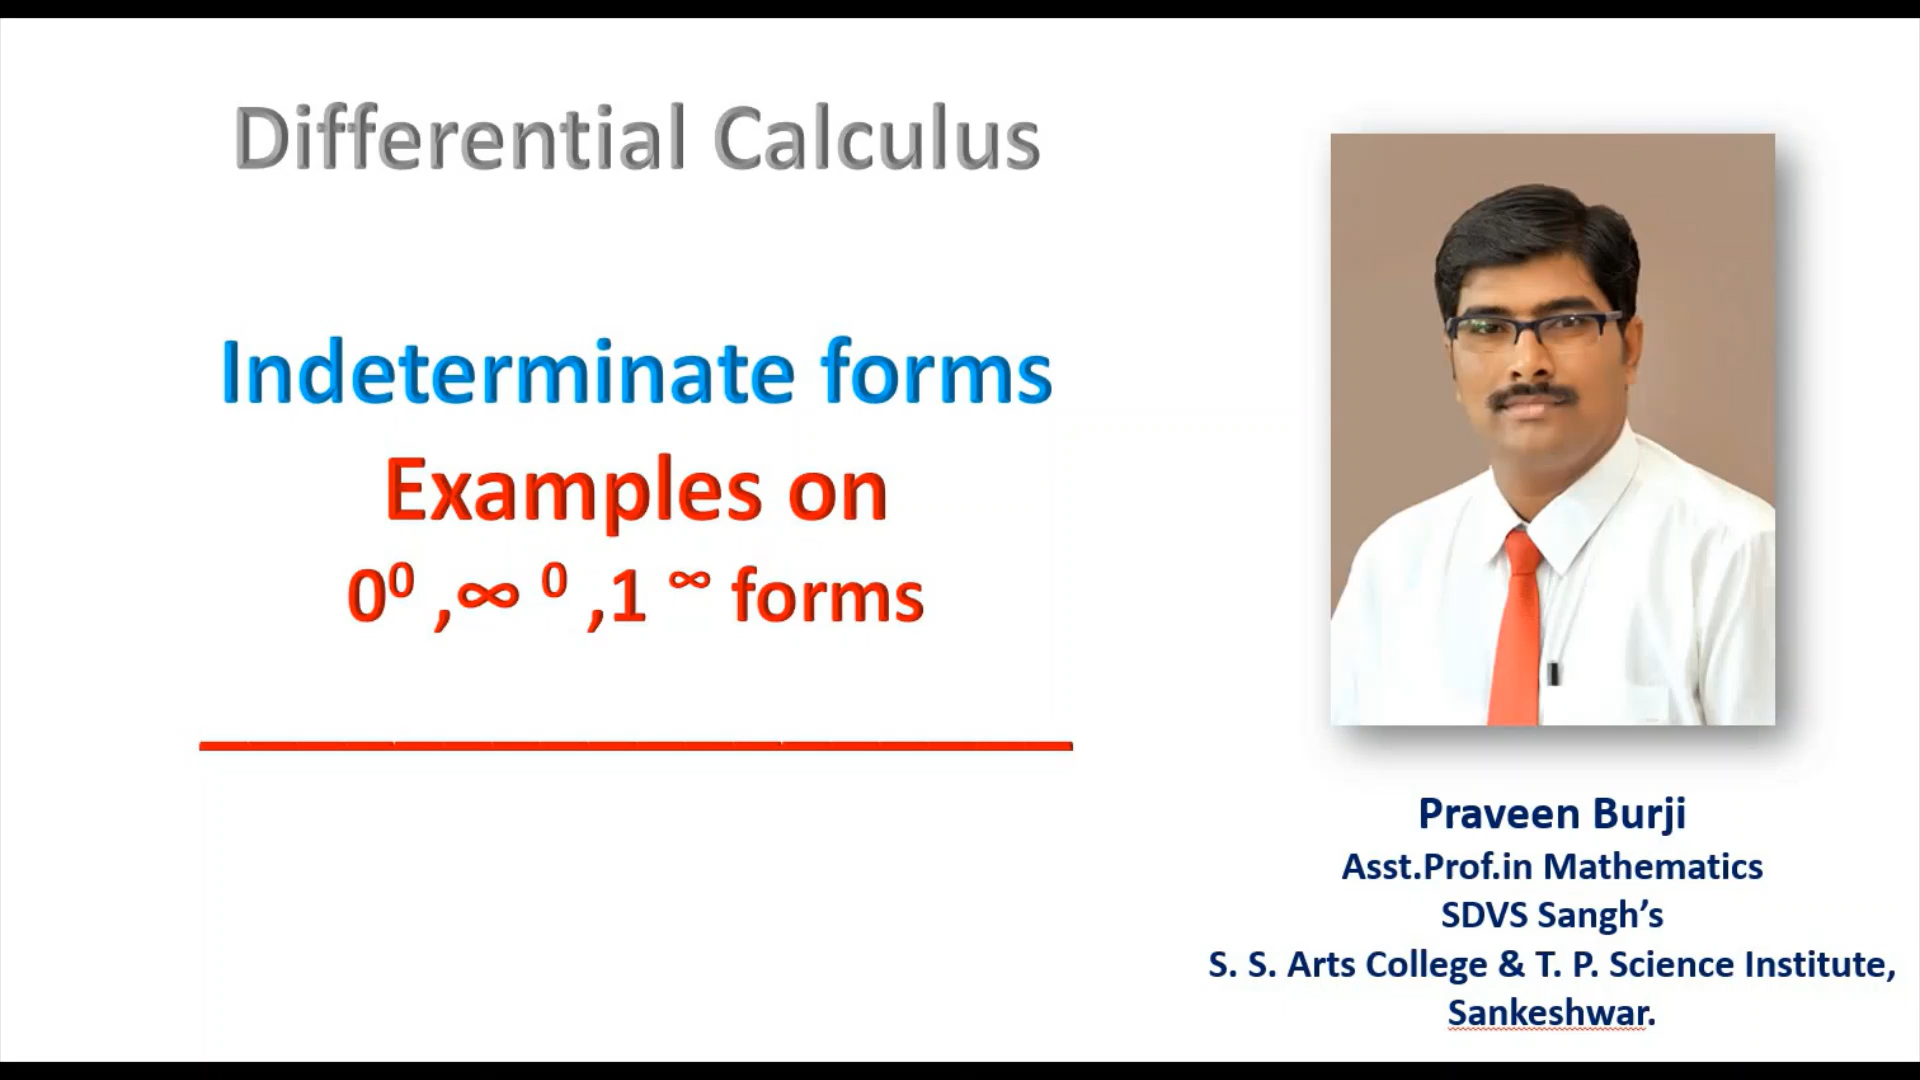 Differential Calculus
Indeterminate forms
Examples on
0⁰ ,∞ ⁰ ,1 ^∞ forms
Praveen Burji
Asst.Prof.in Mathematics
SDVS Sangh’s
S. S. Arts College & T. P. Science Institute,
Sankeshwar.